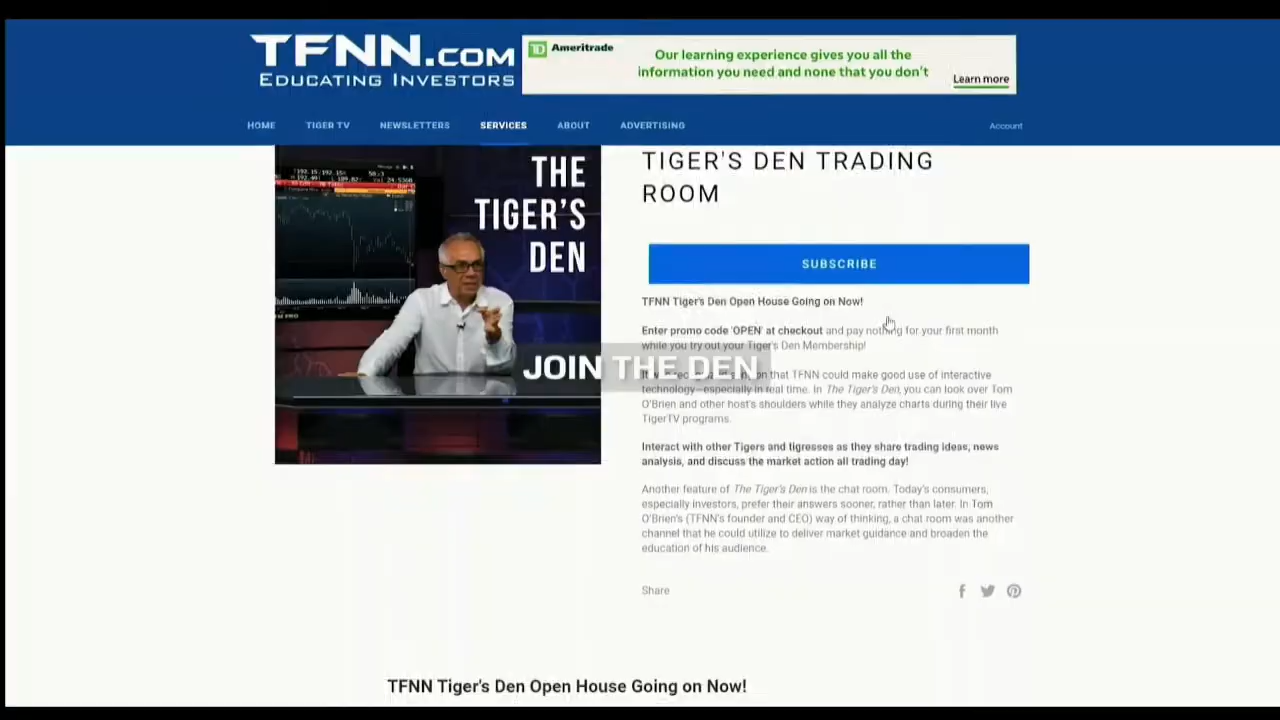 TFNN.COM
EDUCATING INVESTORS
Ameritrade
Our learning experience gives you all the
information you need and none that you don't
Learn more
HOME TIGER TV NEWSLETTERS SERVICES ABOUT ADVERTISING Account
THE
TIGER'S
DEN
TIGER'S DEN TRADING
ROOM
SUBSCRIBE
TFNN Tiger's Den Open House Going on Now!
Enter promo code 'OPEN' at checkout and pay nothing for your first month
while you try out your Tiger's Den Membership!
JOIN THE DEN
that TFNN could make good use of interactive
technology—especially in real time. In The Tiger's Den, you can look over Tom
O'Brien and other host's shoulders while they analyze charts during their live
TigerTV programs.
Interact with other Tigers and tigresses as they share trading ideas, news
analysis, and discuss the market action all trading day!
Another feature of The Tiger's Den is the chat room. Today's consumers,
especially investors, prefer their answers sooner, rather than later. In Tom
O'Brien's (TFNN's founder and CEO) way of thinking, a chat room was another
channel that he could utilize to deliver market guidance and broaden the
education of his audience.
Share
TFNN Tiger's Den Open House Going on Now!